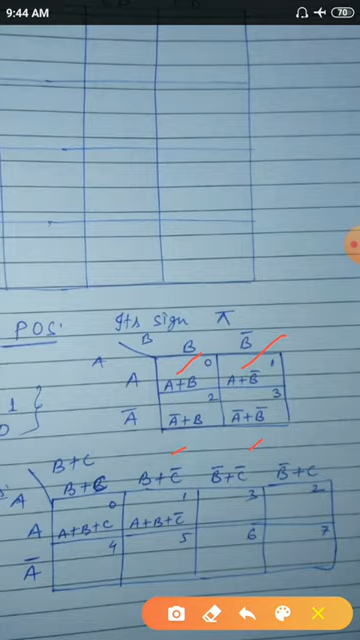 9:44 AM
70
POS:
Its sign π
B
A
B B̅
1
0
A
A+B 0
A+B̅ 1
A̅
A̅+B 2
A̅+B̅ 3
B+C
A
B+C B+C̅ B̅+C̅ B̅+C
A
A+B+C 0
A+B+C̅ 1
3
2
A̅
4
5
6
7